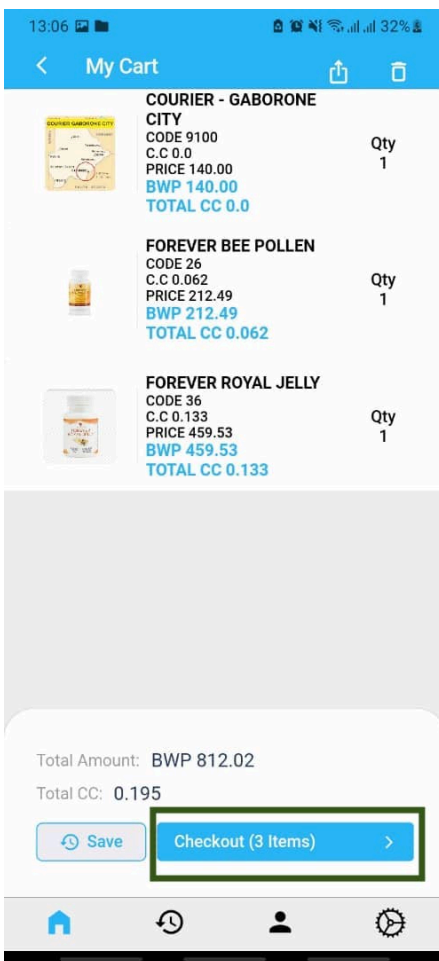 13:06 32%
My Cart
COURIER - GABORONE
CITY
CODE 9100
C.C 0.0
PRICE 140.00
BWP 140.00
TOTAL CC 0.0
Qty
1
COURIER GABORONE CITY
FOREVER BEE POLLEN
CODE 26
C.C 0.062
PRICE 212.49
BWP 212.49
TOTAL CC 0.062
Qty
1
FOREVER ROYAL JELLY
CODE 36
C.C 0.133
PRICE 459.53
BWP 459.53
TOTAL CC 0.133
Qty
1
Total Amount: BWP 812.02
Total CC: 0.195
Save
Checkout (3 Items)